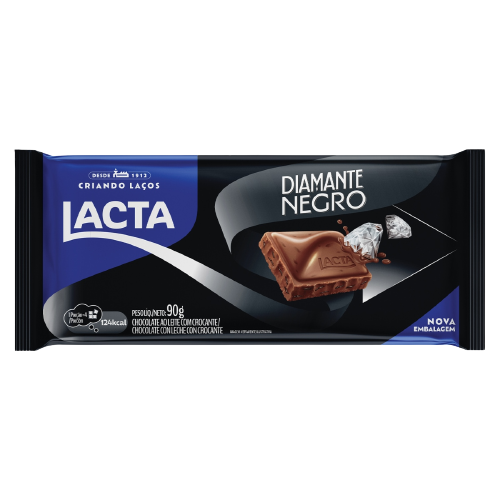 DESDE 1912
CRIANDO LAÇOS
LACTA
DIAMANTE
NEGRO
LACTA
124kcal
PESO LÍQ./NETO: 90g
CHOCOLATE AO LEITE COM CROCANTE /
CHOCOLATE CON LECHE CON CROCANTE
NOVA
EMBALAGEM